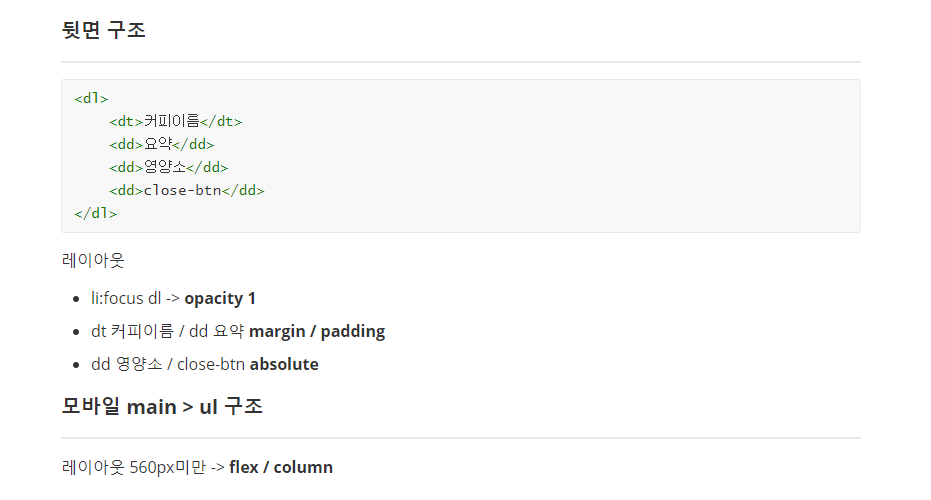 뒷면 구조
<dl>
    <dt>커피이름</dt>
    <dd>요약</dd>
    <dd>영양소</dd>
    <dd>close-btn</dd>
</dl>
레이아웃
• li:focus dl -> opacity 1
• dt 커피이름 / dd 요약 margin / padding
• dd 영양소 / close-btn absolute
모바일 main > ul 구조
레이아웃 560px미만 -> flex / column